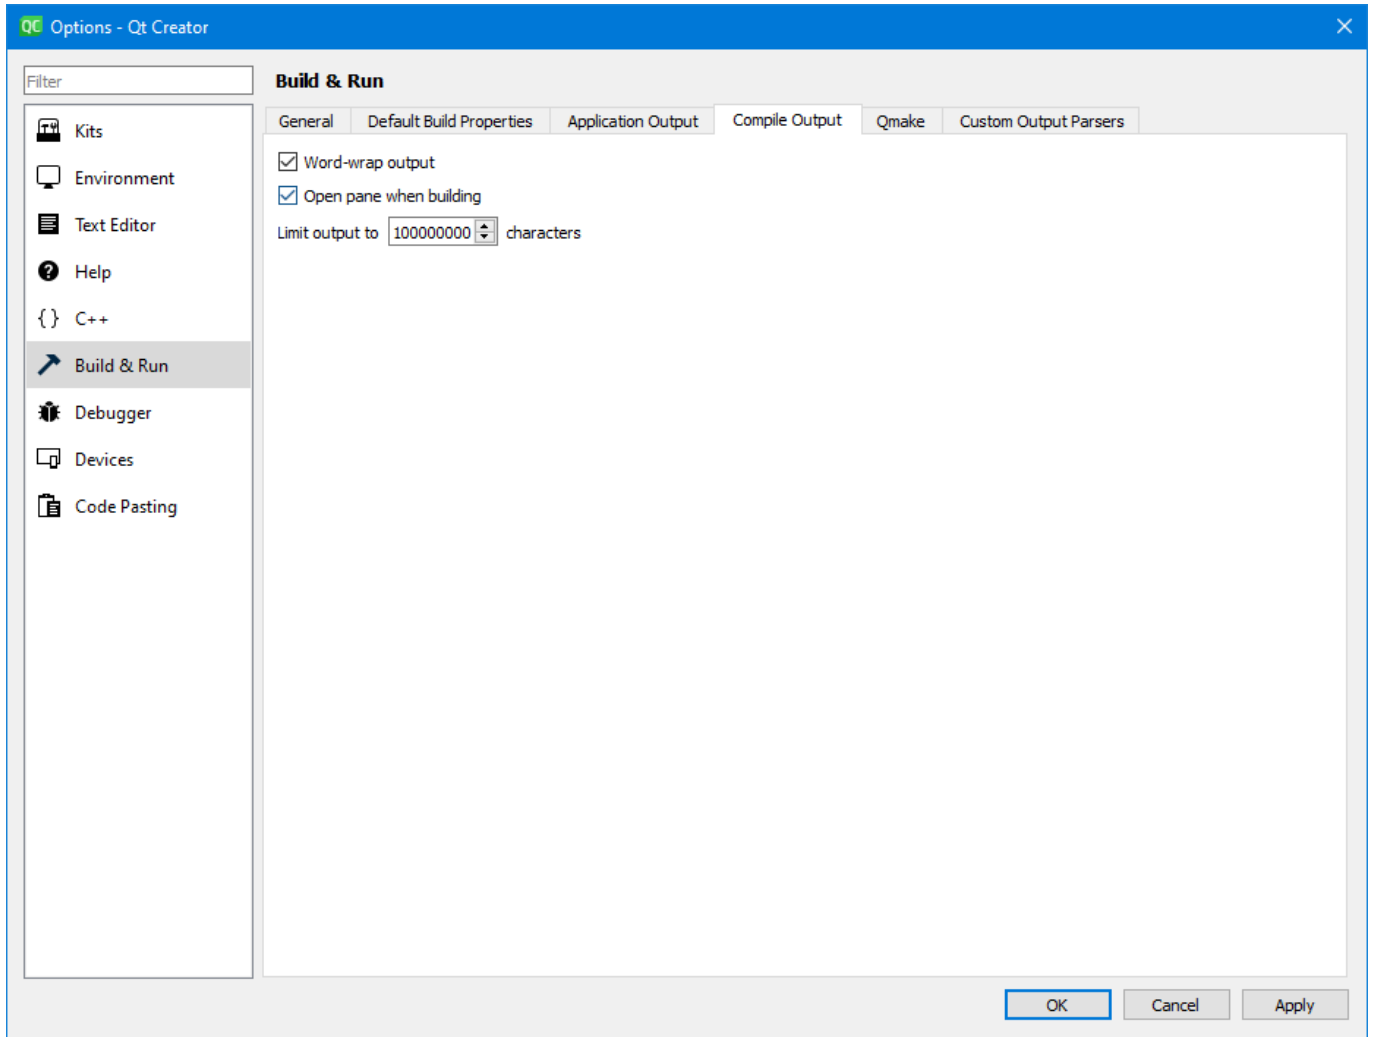 QC Options - Qt Creator
Filter
Kits
Environment
Text Editor
Help
{} C++
Build & Run
Debugger
Devices
Code Pasting
Build & Run
General Default Build Properties Application Output Compile Output Qmake Custom Output Parsers
Word-wrap output
Open pane when building
Limit output to 100000000 characters
OK Cancel Apply